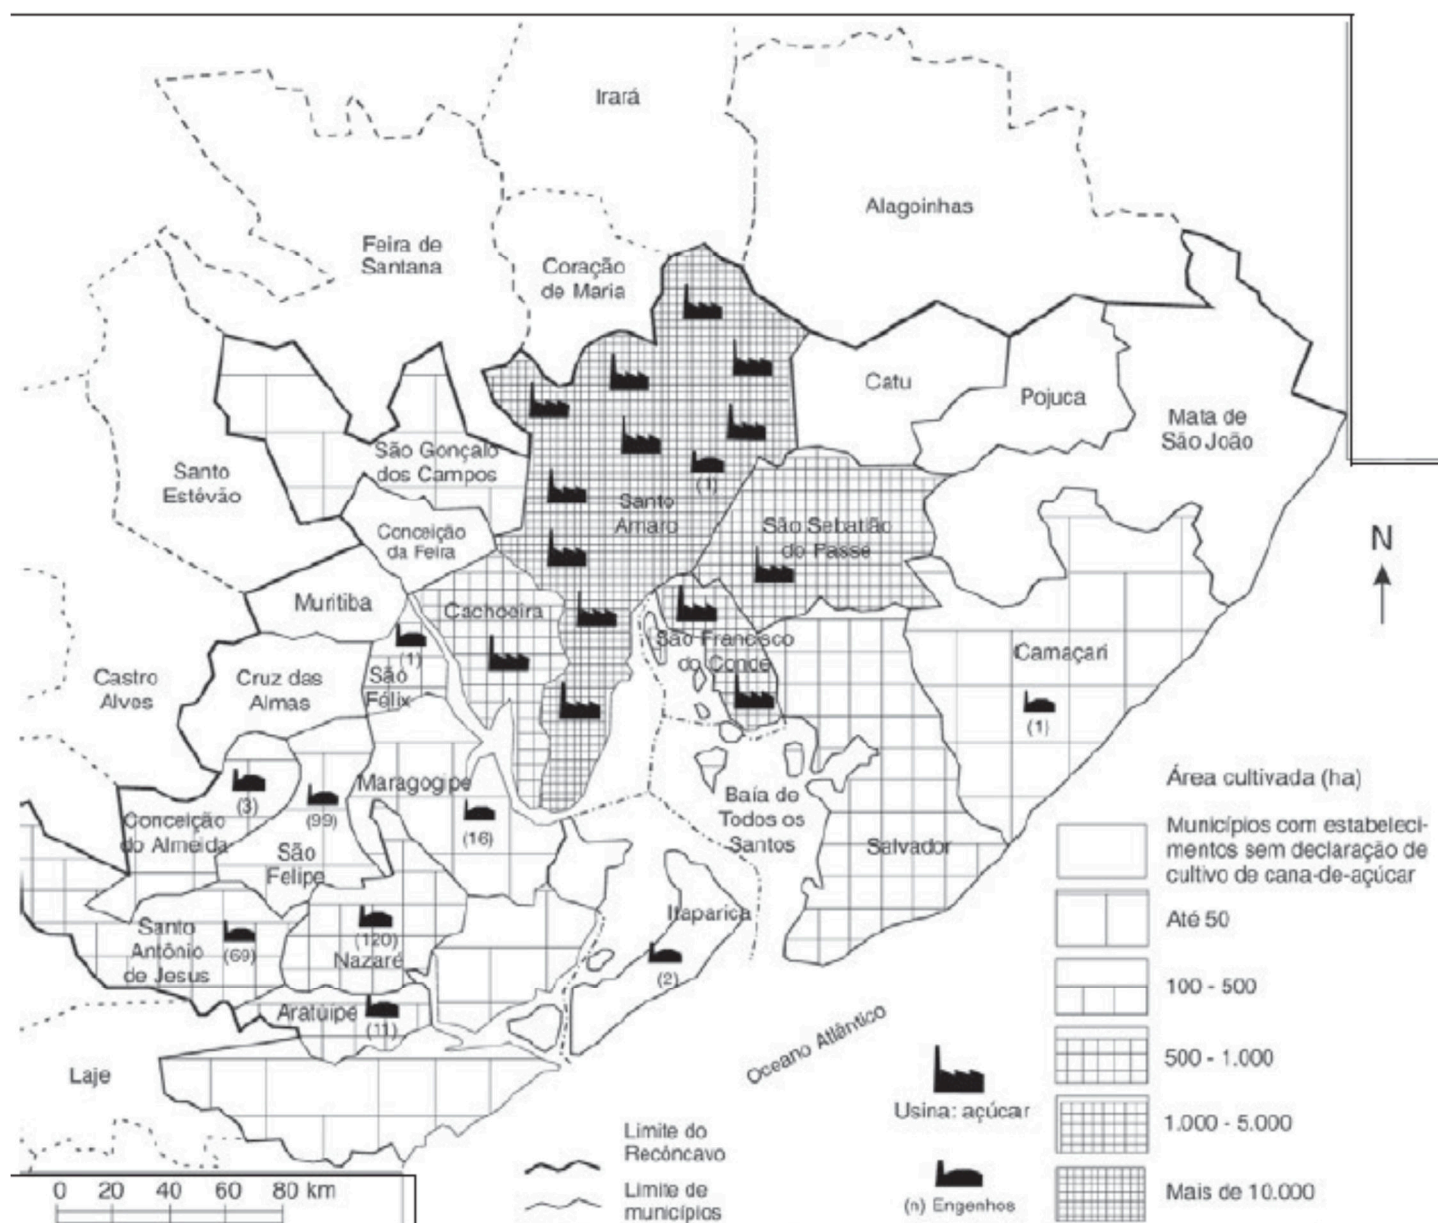 Irará
Alagoinhas
Feira de
Santana
Coração
de Maria
Catu
Pojuca
Mata de
São João
São Gonçalo
dos Campos
Santo
Estévão
(1)
Santo
Amaro
São Sebatião
do Passé
Conceição
da Feira
N
Muritiba
Cachoeira
São Francisco
do Conde
Camaçari
(1)
(1)
São
Félix
Castro
Alves
Cruz das
Almas
Maragogipe
(16)
(3)
(99)
Conceição
do Almeida
São
Felipe
Baía de
Todos os
Santos
Salvador
Itaparica
(2)
Santo
Antônio
de Jesus
(69)
(120)
Nazaré
Aratuípe
(11)
Laje
Oceano Atlântico
Área cultivada (ha)
Municípios com estabeleci-
mentos sem declaração de
cultivo de cana-de-açúcar
Até 50
100 - 500
500 - 1.000
1.000 - 5.000
Mais de 10.000
Usina: açúcar
(n) Engenhos
Limite do
Recôncavo
Limite de
municípios
0 20 40 60 80 km